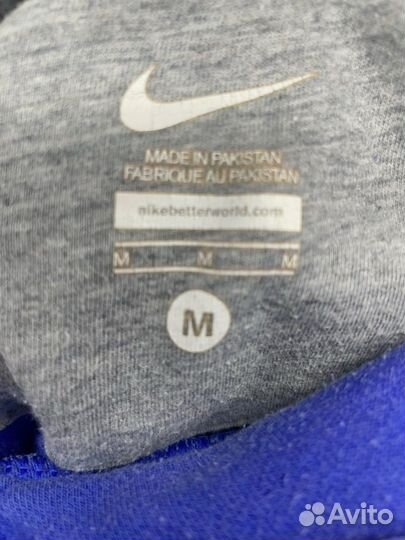 MADE IN PAKISTAN
FABRIQUE AU PAKISTAN
nikebetterworld.com
M M M
M
Avito